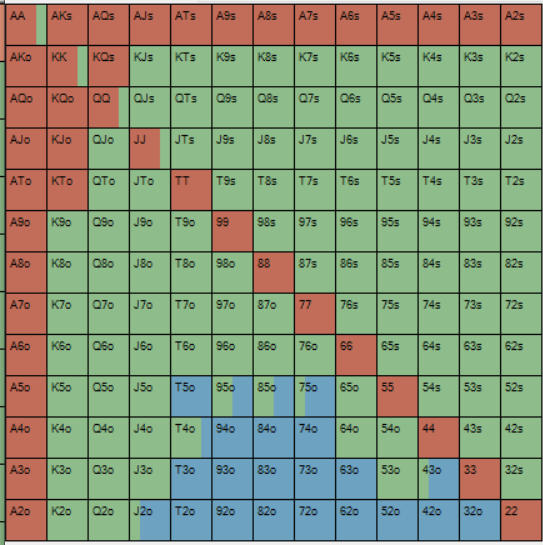 AA AKs AQs AJs ATs A9s A8s A7s A6s A5s A4s A3s A2s
AKo KK KQs KJs KTs K9s K8s K7s K6s K5s K4s K3s K2s
AQo KQo QQ QJs QTs Q9s Q8s Q7s Q6s Q5s Q4s Q3s Q2s
AJo KJo QJo JJ JTs J9s J8s J7s J6s J5s J4s J3s J2s
ATo KTo QTo JTo TT T9s T8s T7s T6s T5s T4s T3s T2s
A9o K9o Q9o J9o T9o 99 98s 97s 96s 95s 94s 93s 92s
A8o K8o Q8o J8o T8o 98o 88 87s 86s 85s 84s 83s 82s
A7o K7o Q7o J7o T7o 97o 87o 77 76s 75s 74s 73s 72s
A6o K6o Q6o J6o T6o 96o 86o 76o 66 65s 64s 63s 62s
A5o K5o Q5o J5o T5o 95o 85o 75o 65o 55 54s 53s 52s
A4o K4o Q4o J4o T4o 94o 84o 74o 64o 54o 44 43s 42s
A3o K3o Q3o J3o T3o 93o 83o 73o 63o 53o 43o 33 32s
A2o K2o Q2o J2o T2o 92o 82o 72o 62o 52o 42o 32o 22